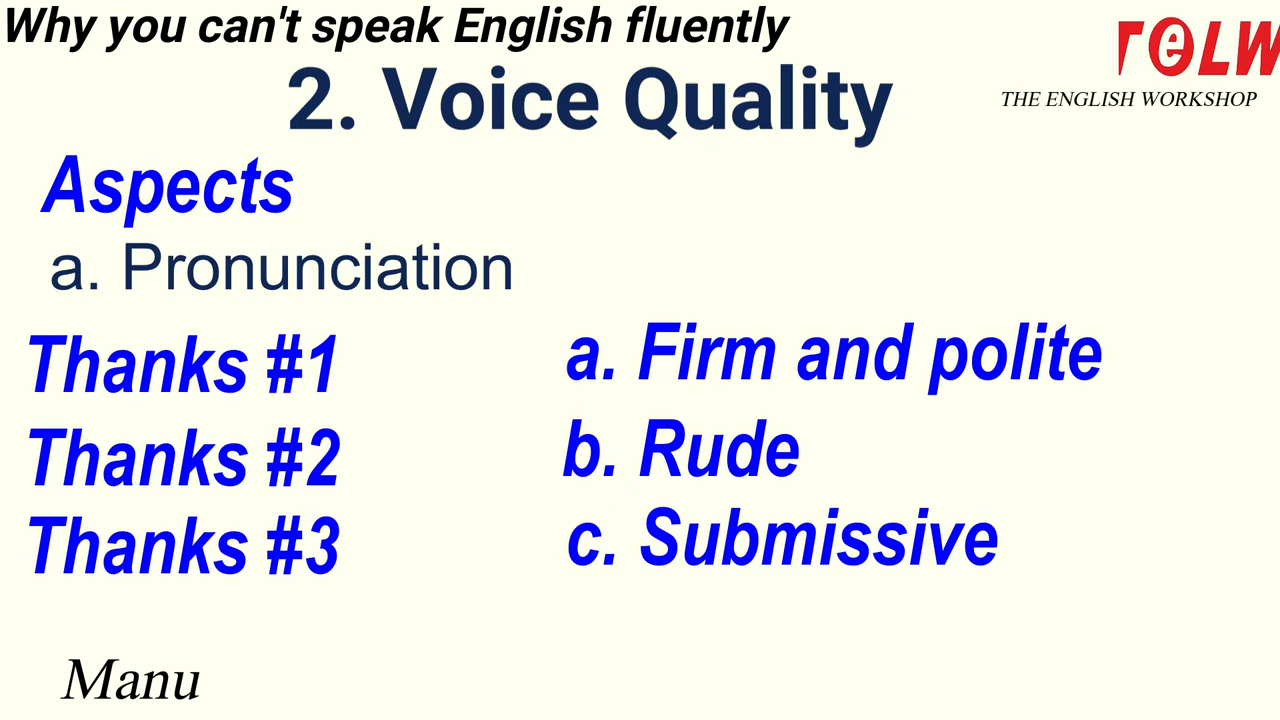 Why you can't speak English fluently
TELW
THE ENGLISH WORKSHOP
2. Voice Quality
Aspects
a. Pronunciation
Thanks #1
a. Firm and polite
Thanks #2
b. Rude
Thanks #3
c. Submissive
Manu